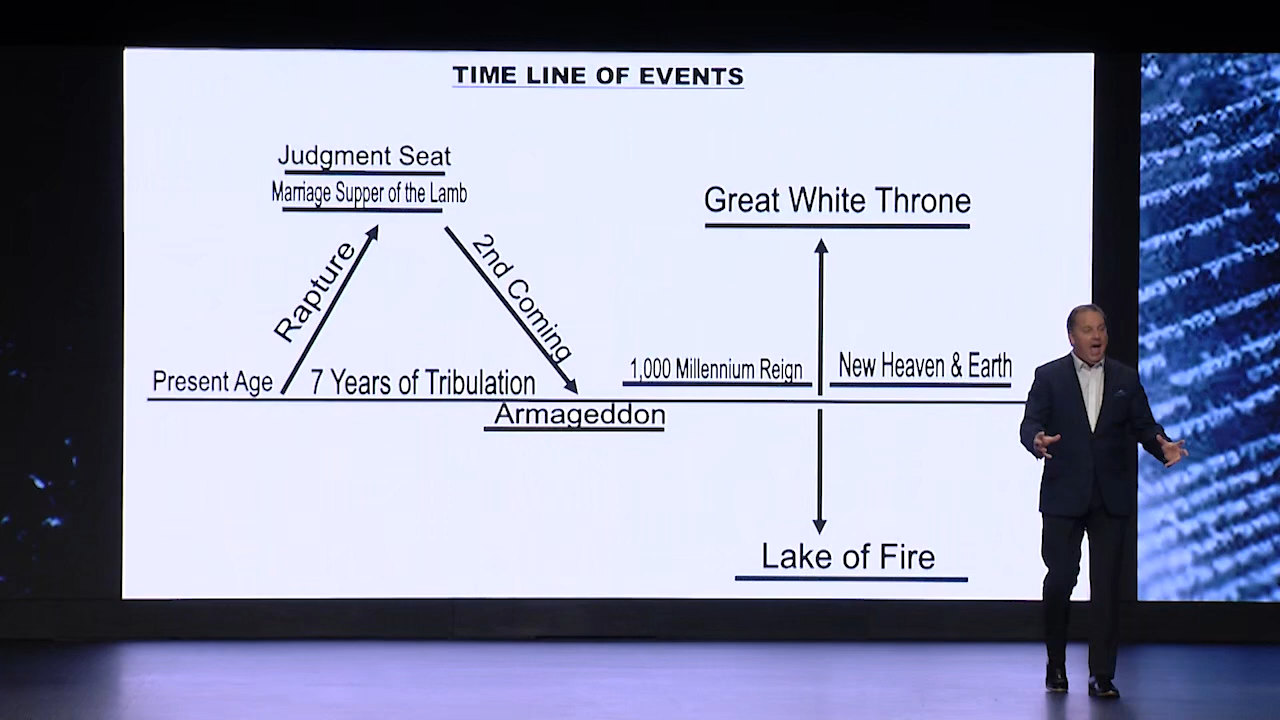 TIME LINE OF EVENTS
Judgment Seat
Marriage Supper of the Lamb
Great White Throne
Rapture
2nd Coming
Present Age
7 Years of Tribulation
1,000 Millennium Reign
New Heaven & Earth
Armageddon
Lake of Fire